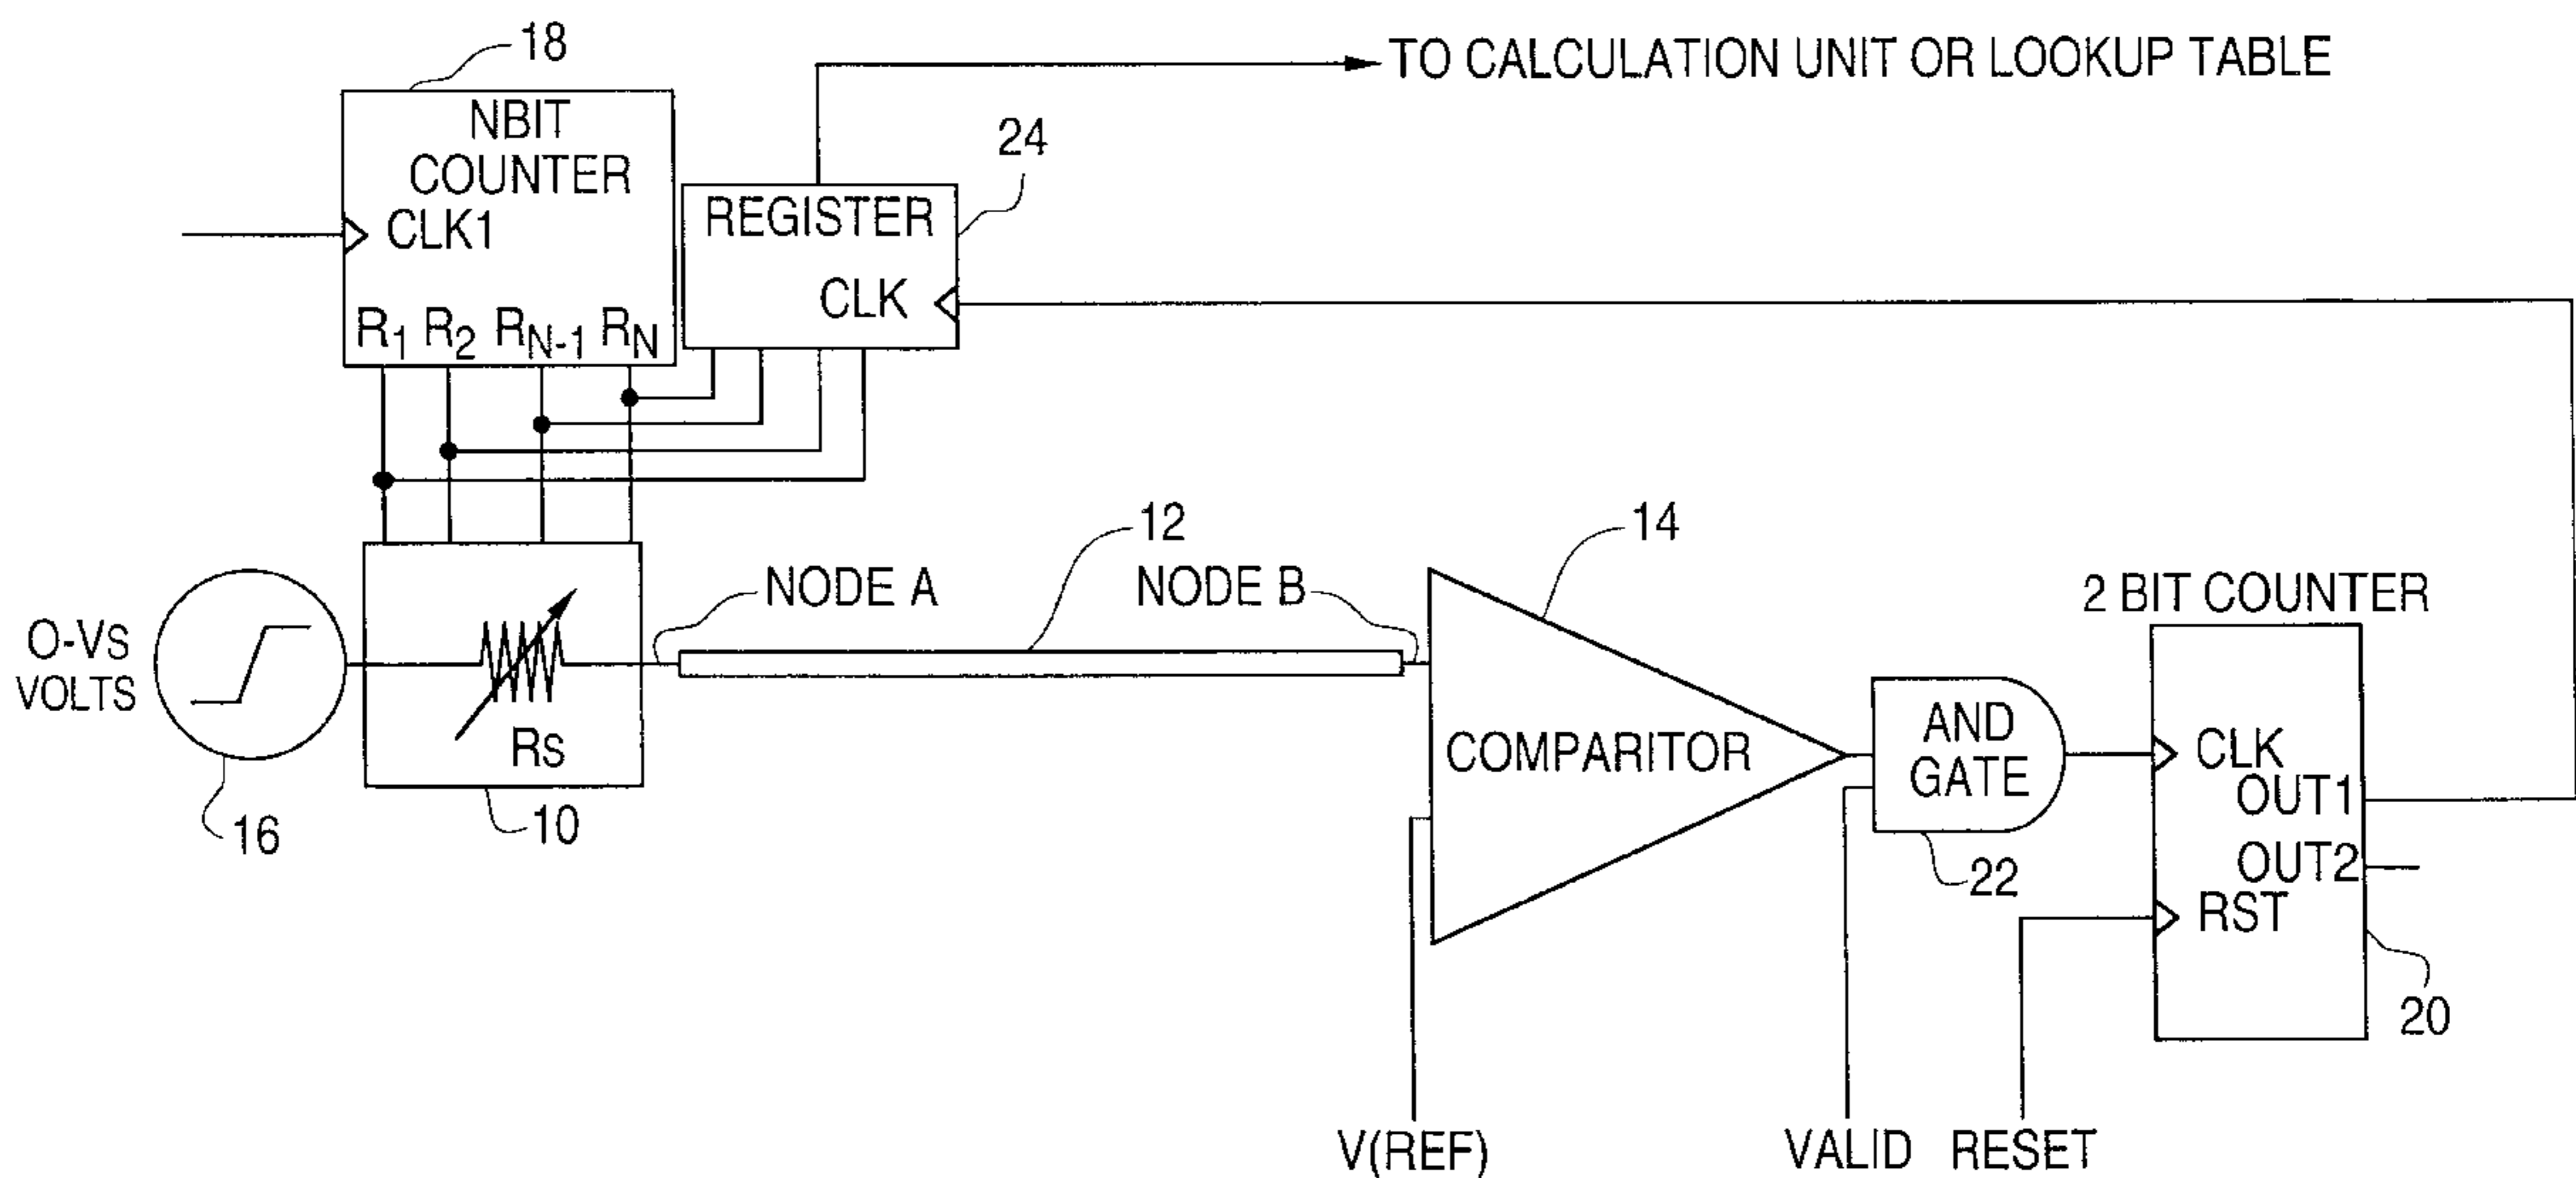 18
TO CALCULATION UNIT OR LOOKUP TABLE
NBIT
COUNTER
CLK1
R1 R2 RN-1 RN
24
REGISTER
CLK
12
14
NODE A
NODE B
2 BIT COUNTER
O-Vs
VOLTS
Rs
16
10
COMPARITOR
AND
GATE
22
CLK
OUT1
OUT2
RST
20
V(REF)
VALID
RESET